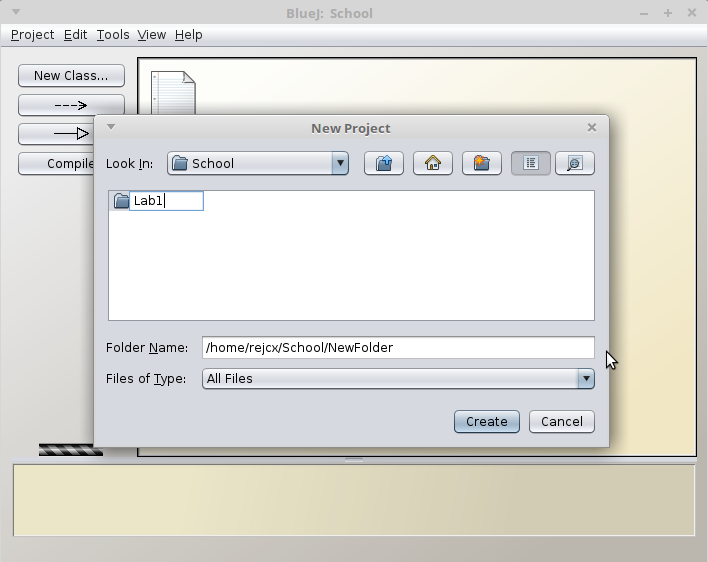 BlueJ: School
Project Edit Tools View Help
New Class...
New Project
Look In: School
Compile
Lab1
Folder Name: /home/rejcx/School/NewFolder
Files of Type: All Files
Create Cancel